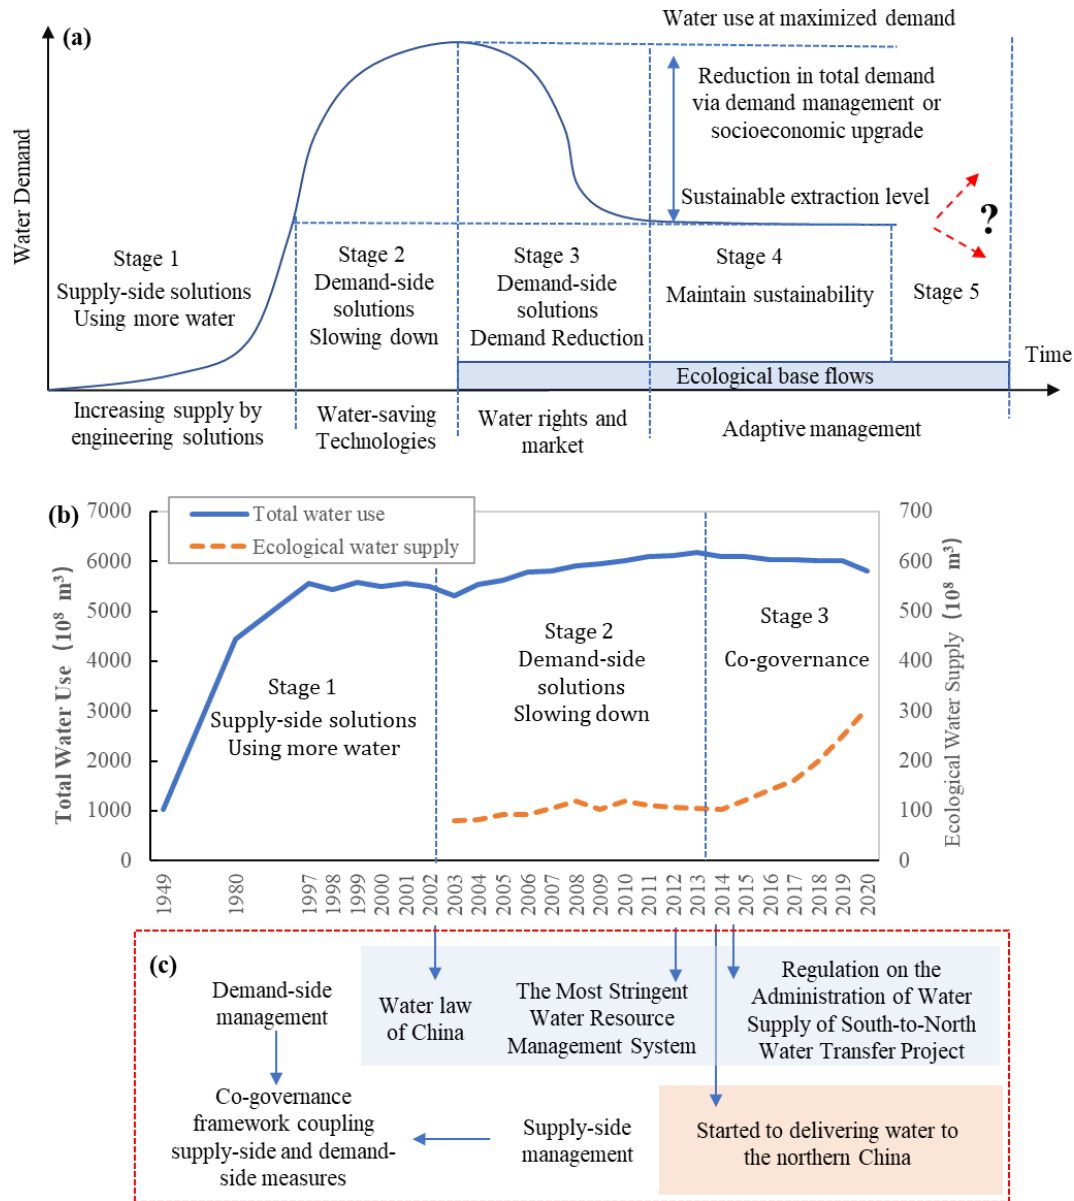 (a)
Water use at maximized demand
Reduction in total demand
via demand management or
socioeconomic upgrade
Sustainable extraction level
?
Water Demand
Stage 1
Supply-side solutions
Using more water
Stage 2
Demand-side
solutions
Slowing down
Stage 3
Demand-side
solutions
Demand Reduction
Stage 4
Maintain sustainability
Stage 5
Time
Ecological base flows
Increasing supply by
engineering solutions
Water-saving
Technologies
Water rights and
market
Adaptive management
(b)
Total water use
Ecological water supply
Total Water Use (10⁸ m³)
7000
6000
5000
4000
3000
2000
1000
0
Stage 1
Supply-side solutions
Using more water
Stage 2
Demand-side
solutions
Slowing down
Stage 3
Co-governance
700
600
500
400
300
200
100
0
Ecological Water Supply (10⁸ m³)
1949
1980
1997
1998
1999
2000
2001
2002
2003
2004
2005
2006
2007
2008
2009
2010
2011
2012
2013
2014
2015
2016
2017
2018
2019
2020
(c)
Demand-side
management
Water law
of China
The Most Stringent
Water Resource
Management System
Regulation on the
Administration of Water
Supply of South-to-North
Water Transfer Project
Co-governance
framework coupling
supply-side and demand-
side measures
Supply-side
management
Started to delivering water to
the northern China